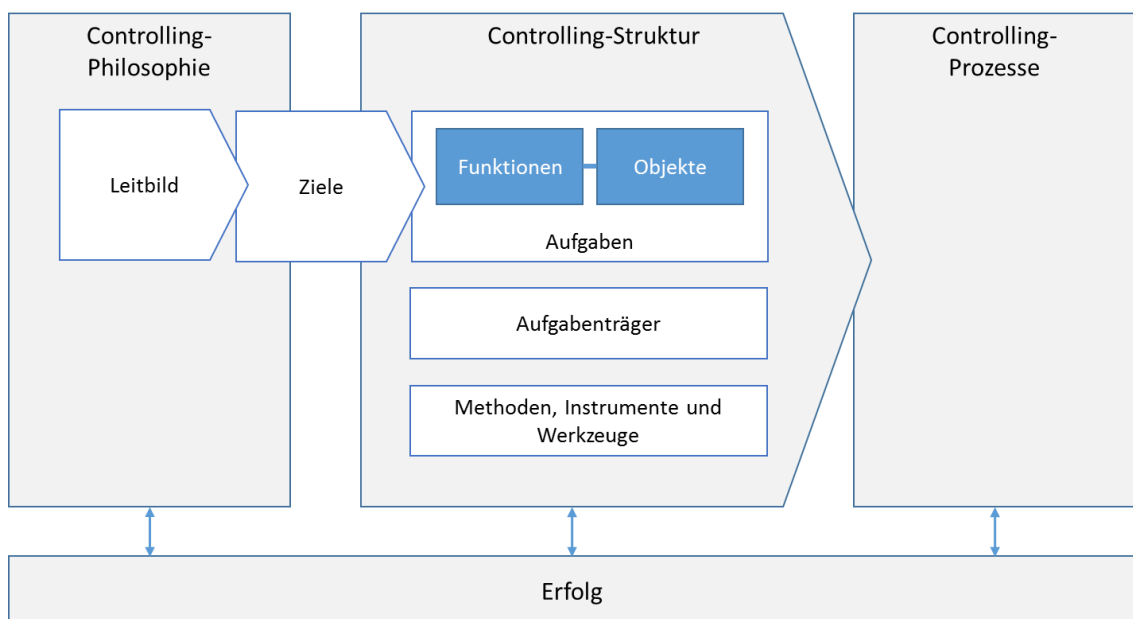 Controlling-
Philosophie
Leitbild
Ziele
Controlling-Struktur
Funktionen
Objekte
Aufgaben
Aufgabenträger
Methoden, Instrumente und
Werkzeuge
Controlling-
Prozesse
Erfolg